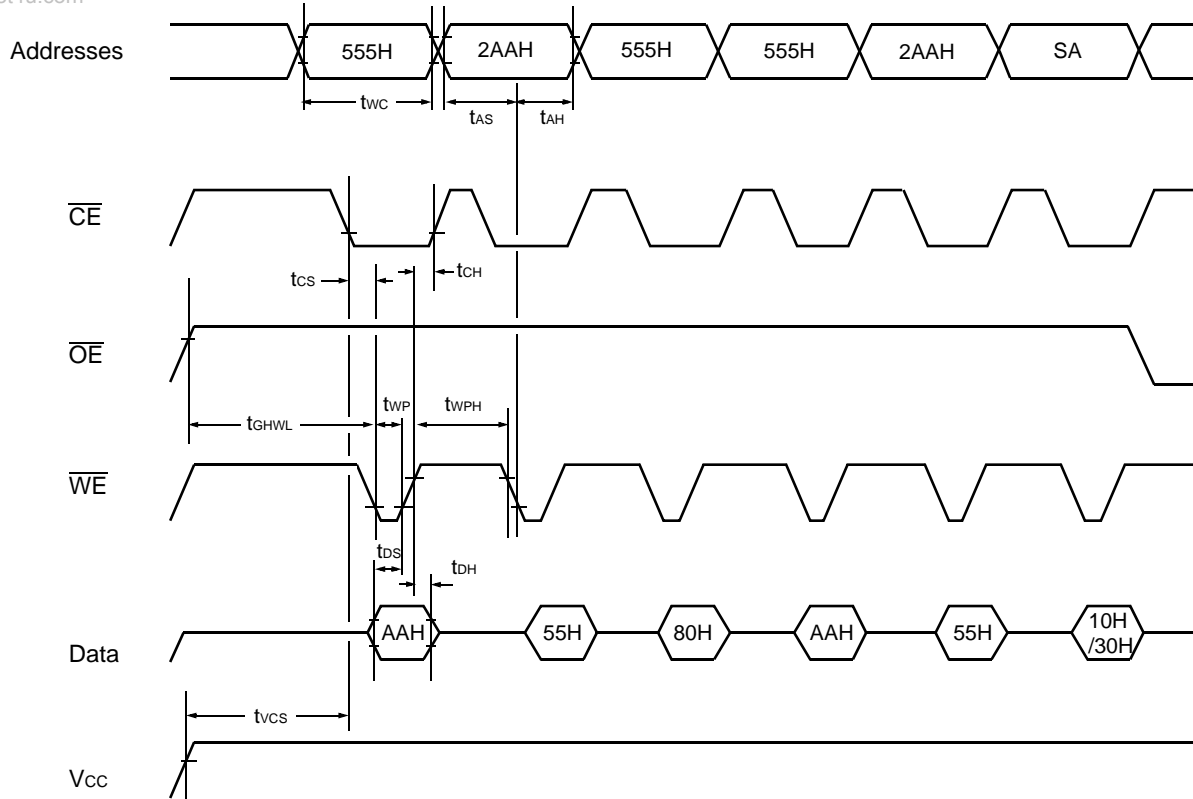 Addresses
555H 2AAH 555H 555H 2AAH SA
tWC
tAS tAH
CE
tCS tCH
OE
tGHWL tWP tWPH
WE
tDS tDH
Data
AAH 55H 80H AAH 55H 10H
/30H
tVCS
VCC